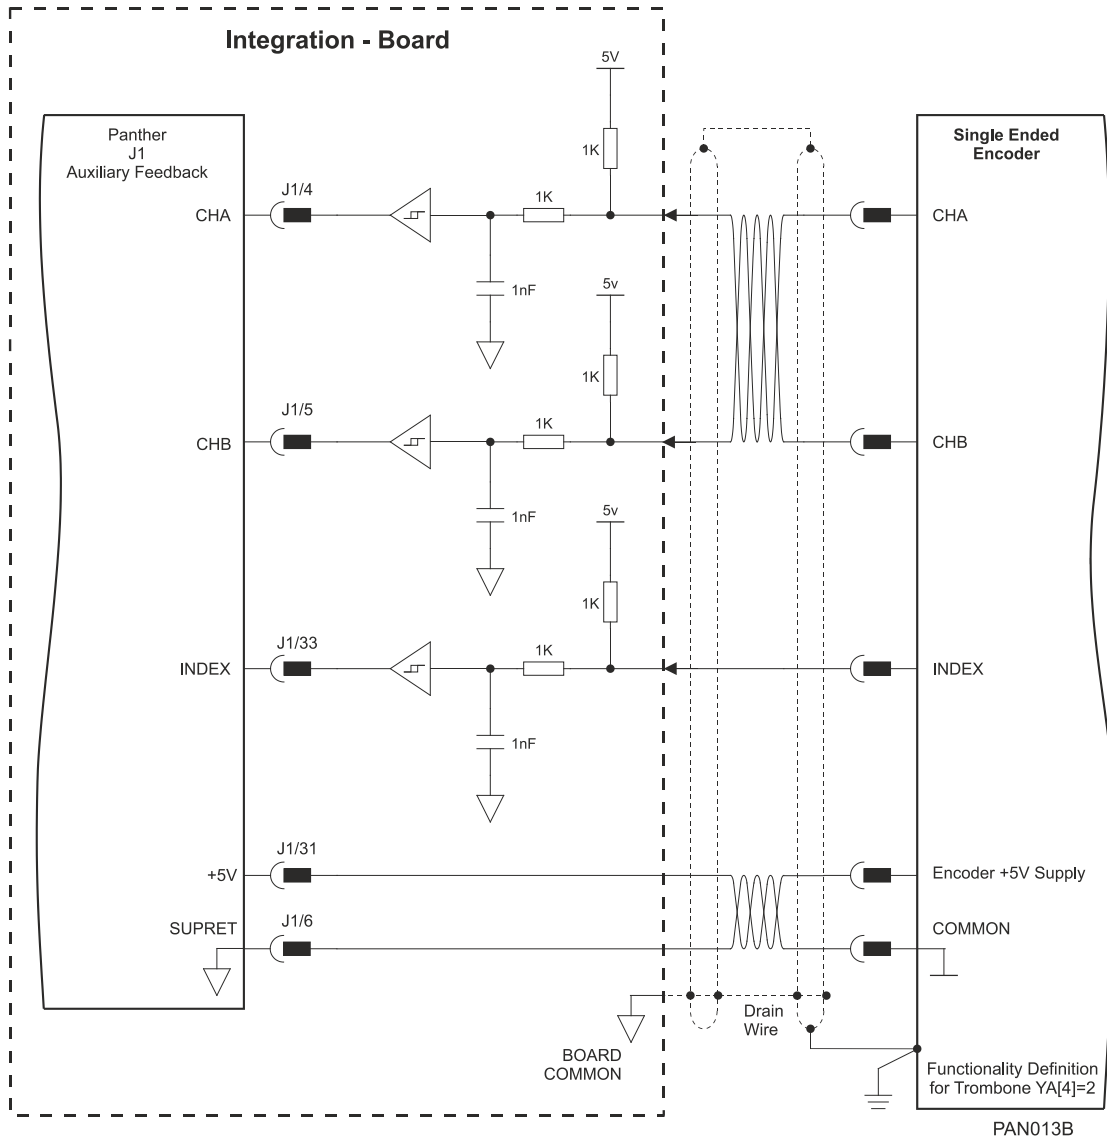 Integration - Board
5V
Panther
J1
Auxiliary Feedback
Single Ended
Encoder
1K
J1/4
1K
CHA
CHA
1nF
5v
1K
J1/5
1K
CHB
CHB
1nF
5v
1K
J1/33
1K
INDEX
INDEX
1nF
J1/31
+5V
Encoder +5V Supply
J1/6
SUPRET
COMMON
Drain
Wire
BOARD
COMMON
Functionality Definition
for Trombone YA[4]=2
PAN013B